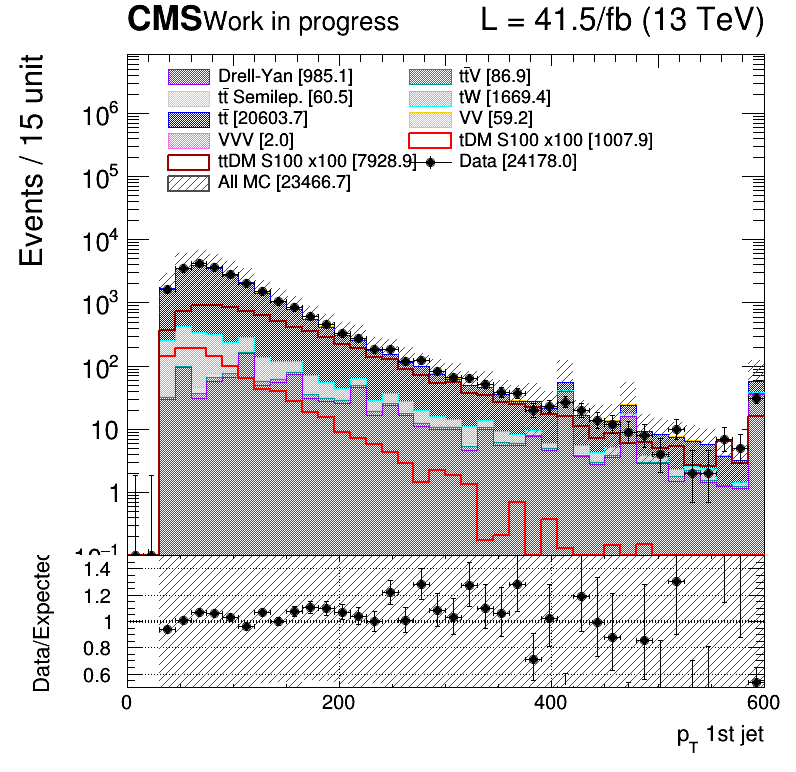 CMS Work in progress L = 41.5/fb (13 TeV)
Events / 15 unit
Drell-Yan [985.1] tt̄V [86.9]
tt̄ Semilep. [60.5] tW [1669.4]
tt̄ [20603.7] VV [59.2]
VVV [2.0] tDM S100 x100 [1007.9]
ttDM S100 x100 [7928.9] Data [24178.0]
All MC [23466.7]
10⁶
10⁵
10⁴
10³
10²
10
1
10⁻¹
Data/Expected
1.4
1.2
1
0.8
0.6
0 200 400 600
p_T 1st jet